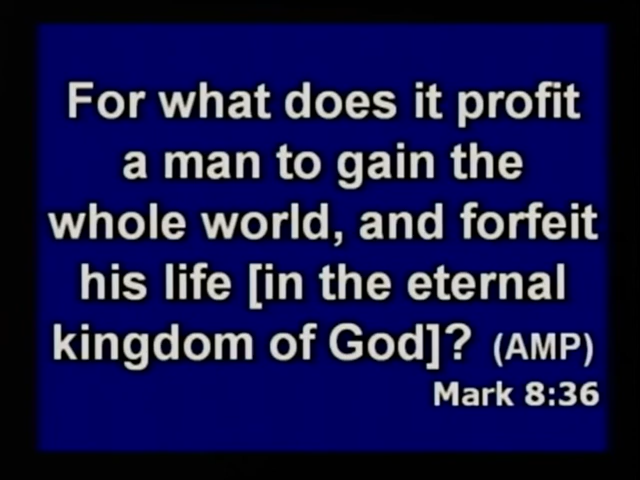 For what does it profit
a man to gain the
whole world, and forfeit
his life [in the eternal
kingdom of God]? (AMP)
Mark 8:36